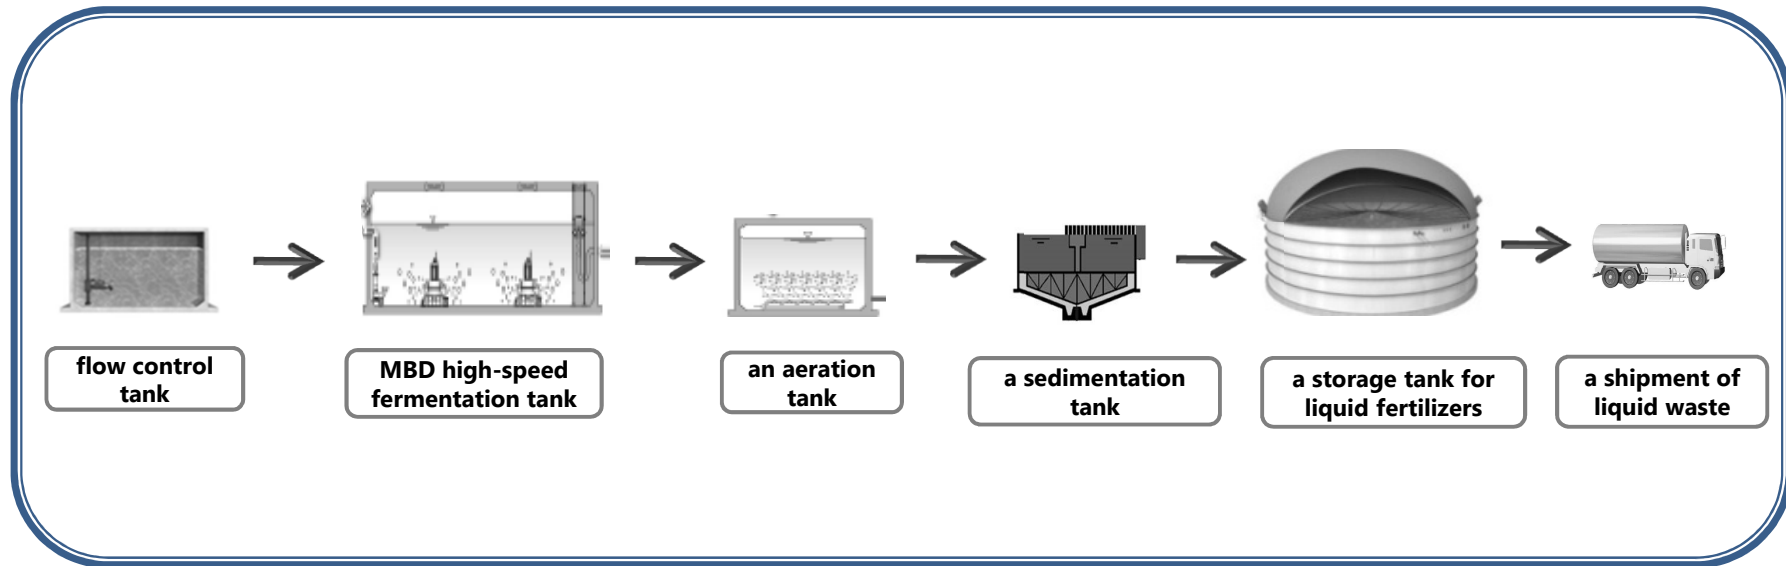 flow control
tank
MBD high-speed
fermentation tank
an aeration
tank
a sedimentation
tank
a storage tank for
liquid fertilizers
a shipment of
liquid waste